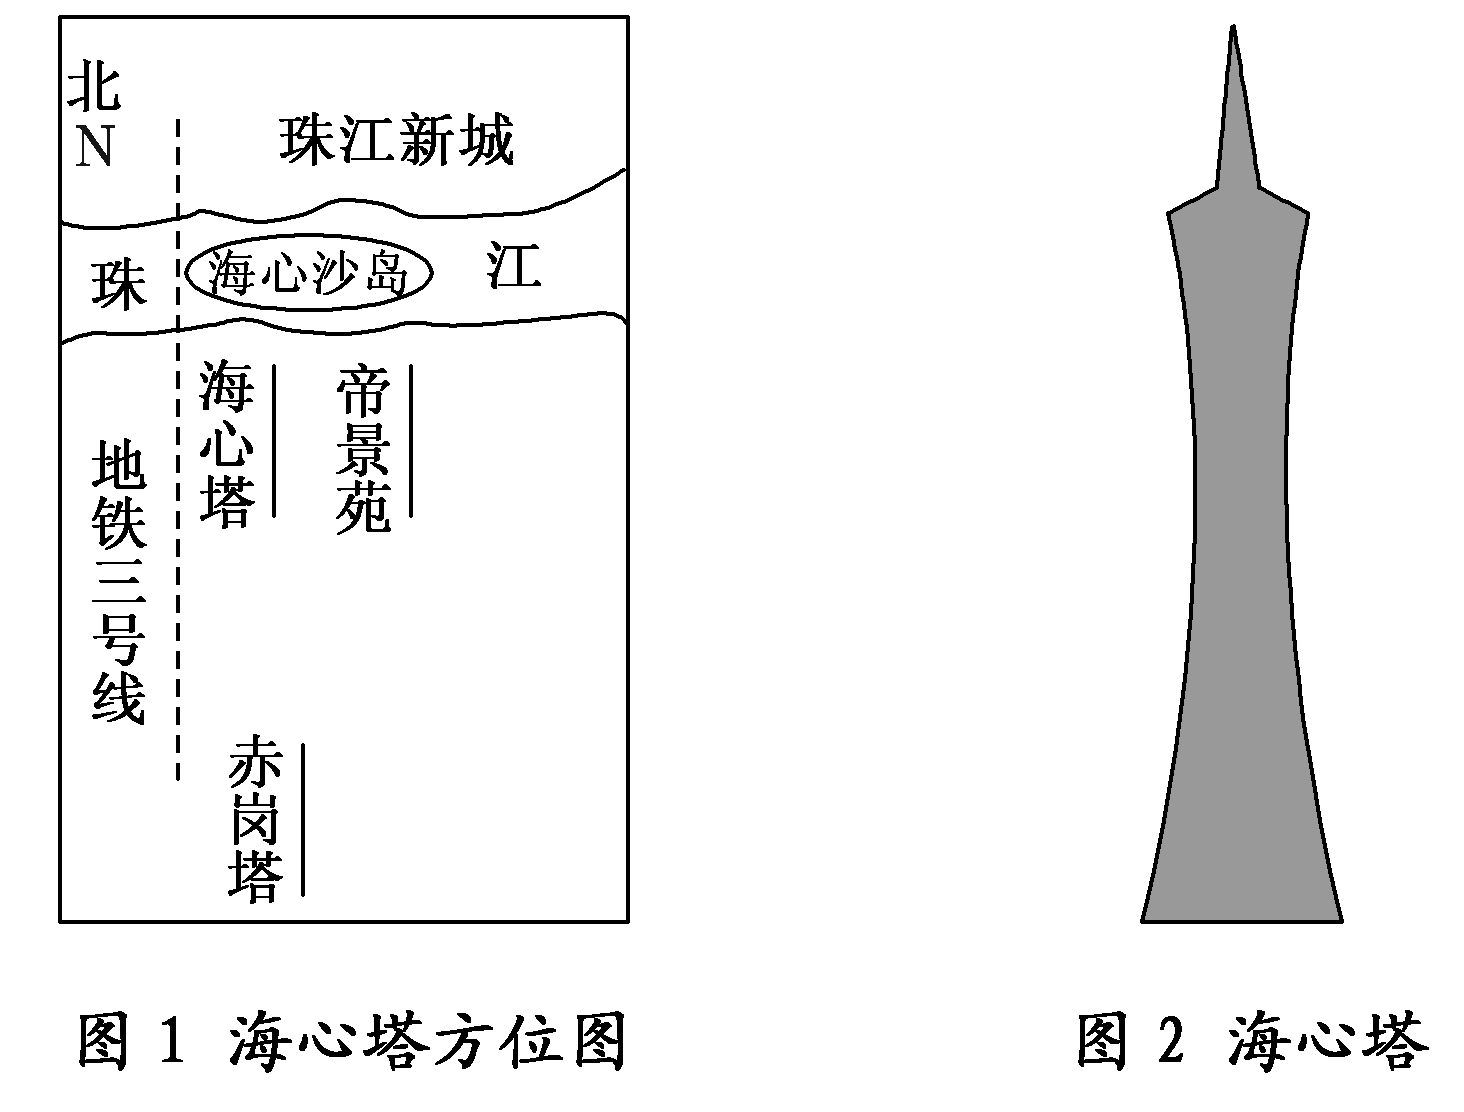 北
N
珠江新城
珠
海心沙岛
江
海心塔
帝景苑
地铁三号线
赤岗塔
图 1 海心塔方位图
图 2 海心塔